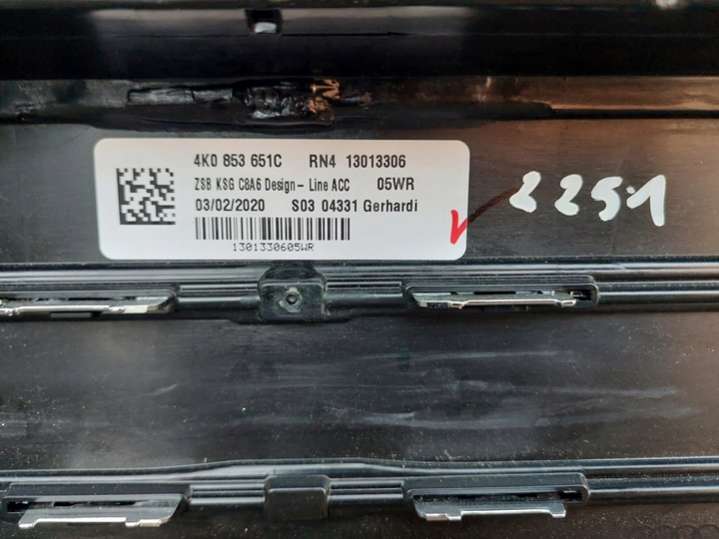 4K0 853 651C RN4 13013306
ZSB KSG C8A6 Design- Line ACC 05WR
03/02/2020 S03 04331 Gerhardi
1301330605WR
2251